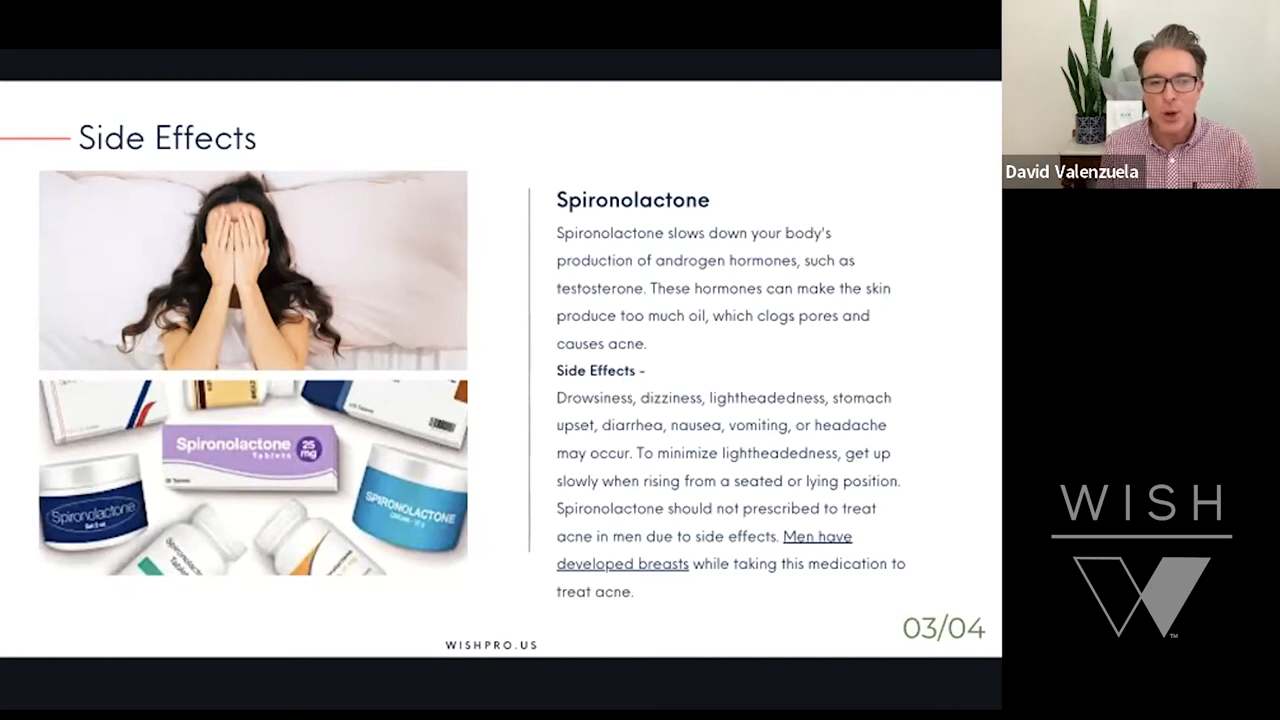 Side Effects
Spironolactone
Spironolactone slows down your body's
production of androgen hormones, such as
testosterone. These hormones can make the skin
produce too much oil, which clogs pores and
causes acne.
Side Effects -
Drowsiness, dizziness, lightheadedness, stomach
upset, diarrhea, nausea, vomiting, or headache
may occur. To minimize lightheadedness, get up
slowly when rising from a seated or lying position.
Spironolactone should not prescribed to treat
acne in men due to side effects. Men have
developed breasts while taking this medication to
treat acne.
Spironolactone
Tablets
25
mg
Spironolactone
SPIRONOLACTONE
Spironolactone
03/04
WISHPRO.US
David Valenzuela
WISH
TM